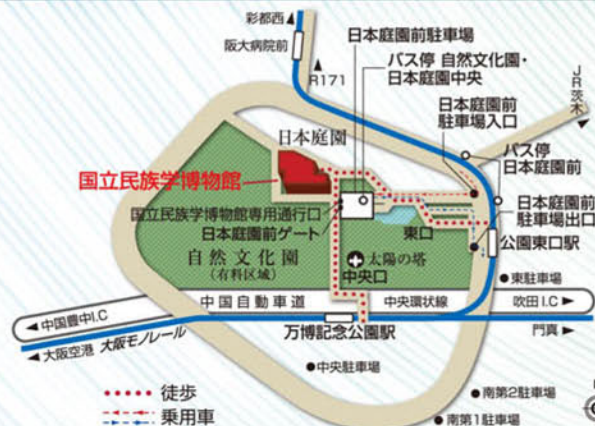 彩都西
阪大病院前
R171
日本庭園前駐車場
バス停 自然文化園・
日本庭園中央
JR茨木
日本庭園前
駐車場入口
バス停
日本庭園前
日本庭園
国立民族学博物館
国立民族学博物館専用通行口
日本庭園前ゲート
日本庭園前
駐車場出口
東口
公園東口駅
自然文化園
(有料区域)
太陽の塔
中央口
東駐車場
中国自動車道
中央環状線
吹田I.C
中国豊中I.C
大阪空港
大阪モノレール
万博記念公園駅
門真
中央駐車場
南第2駐車場
南第1駐車場
徒歩
乗用車